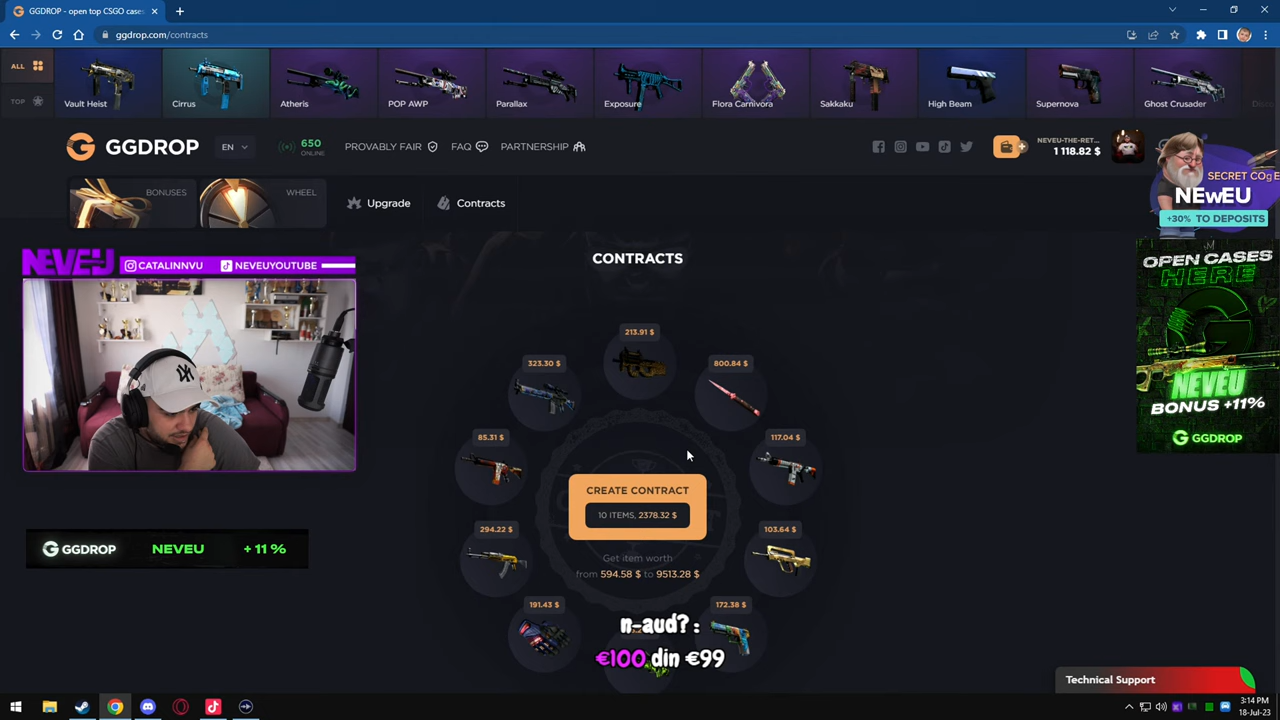 GGDROP - open top CSGO cases
ggdrop.com/contracts
ALL
TOP
Vault Heist
Cirrus
Atheris
POP AWP
Parallax
Exposure
Flora Carnivora
Sakkaku
High Beam
Supernova
Ghost Crusader
GGDROP
EN
650
ONLINE
PROVABLY FAIR
FAQ
PARTNERSHIP
NEVEU-THE-RET...
1 118.82 $
BONUSES
WHEEL
Upgrade
Contracts
SECRET COgE
NEwEU
+30% TO DEPOSITS
NEVEU
CATALINNVU
NEVEUYOUTUBE
CONTRACTS
OPEN CASES
HERE
NEVEU
BONUS +11%
GGDROP
213.91 $
323.30 $
800.84 $
85.31 $
117.04 $
CREATE CONTRACT
10 ITEMS, 2378.32 $
294.22 $
103.64 $
Get item worth
from 594.58 $ to 9513.28 $
GGDROP
NEVEU
+ 11 %
191.43 $
172.38 $
n-aud? :
€100 din €99
Technical Support
3:14 PM
18-Jul-23